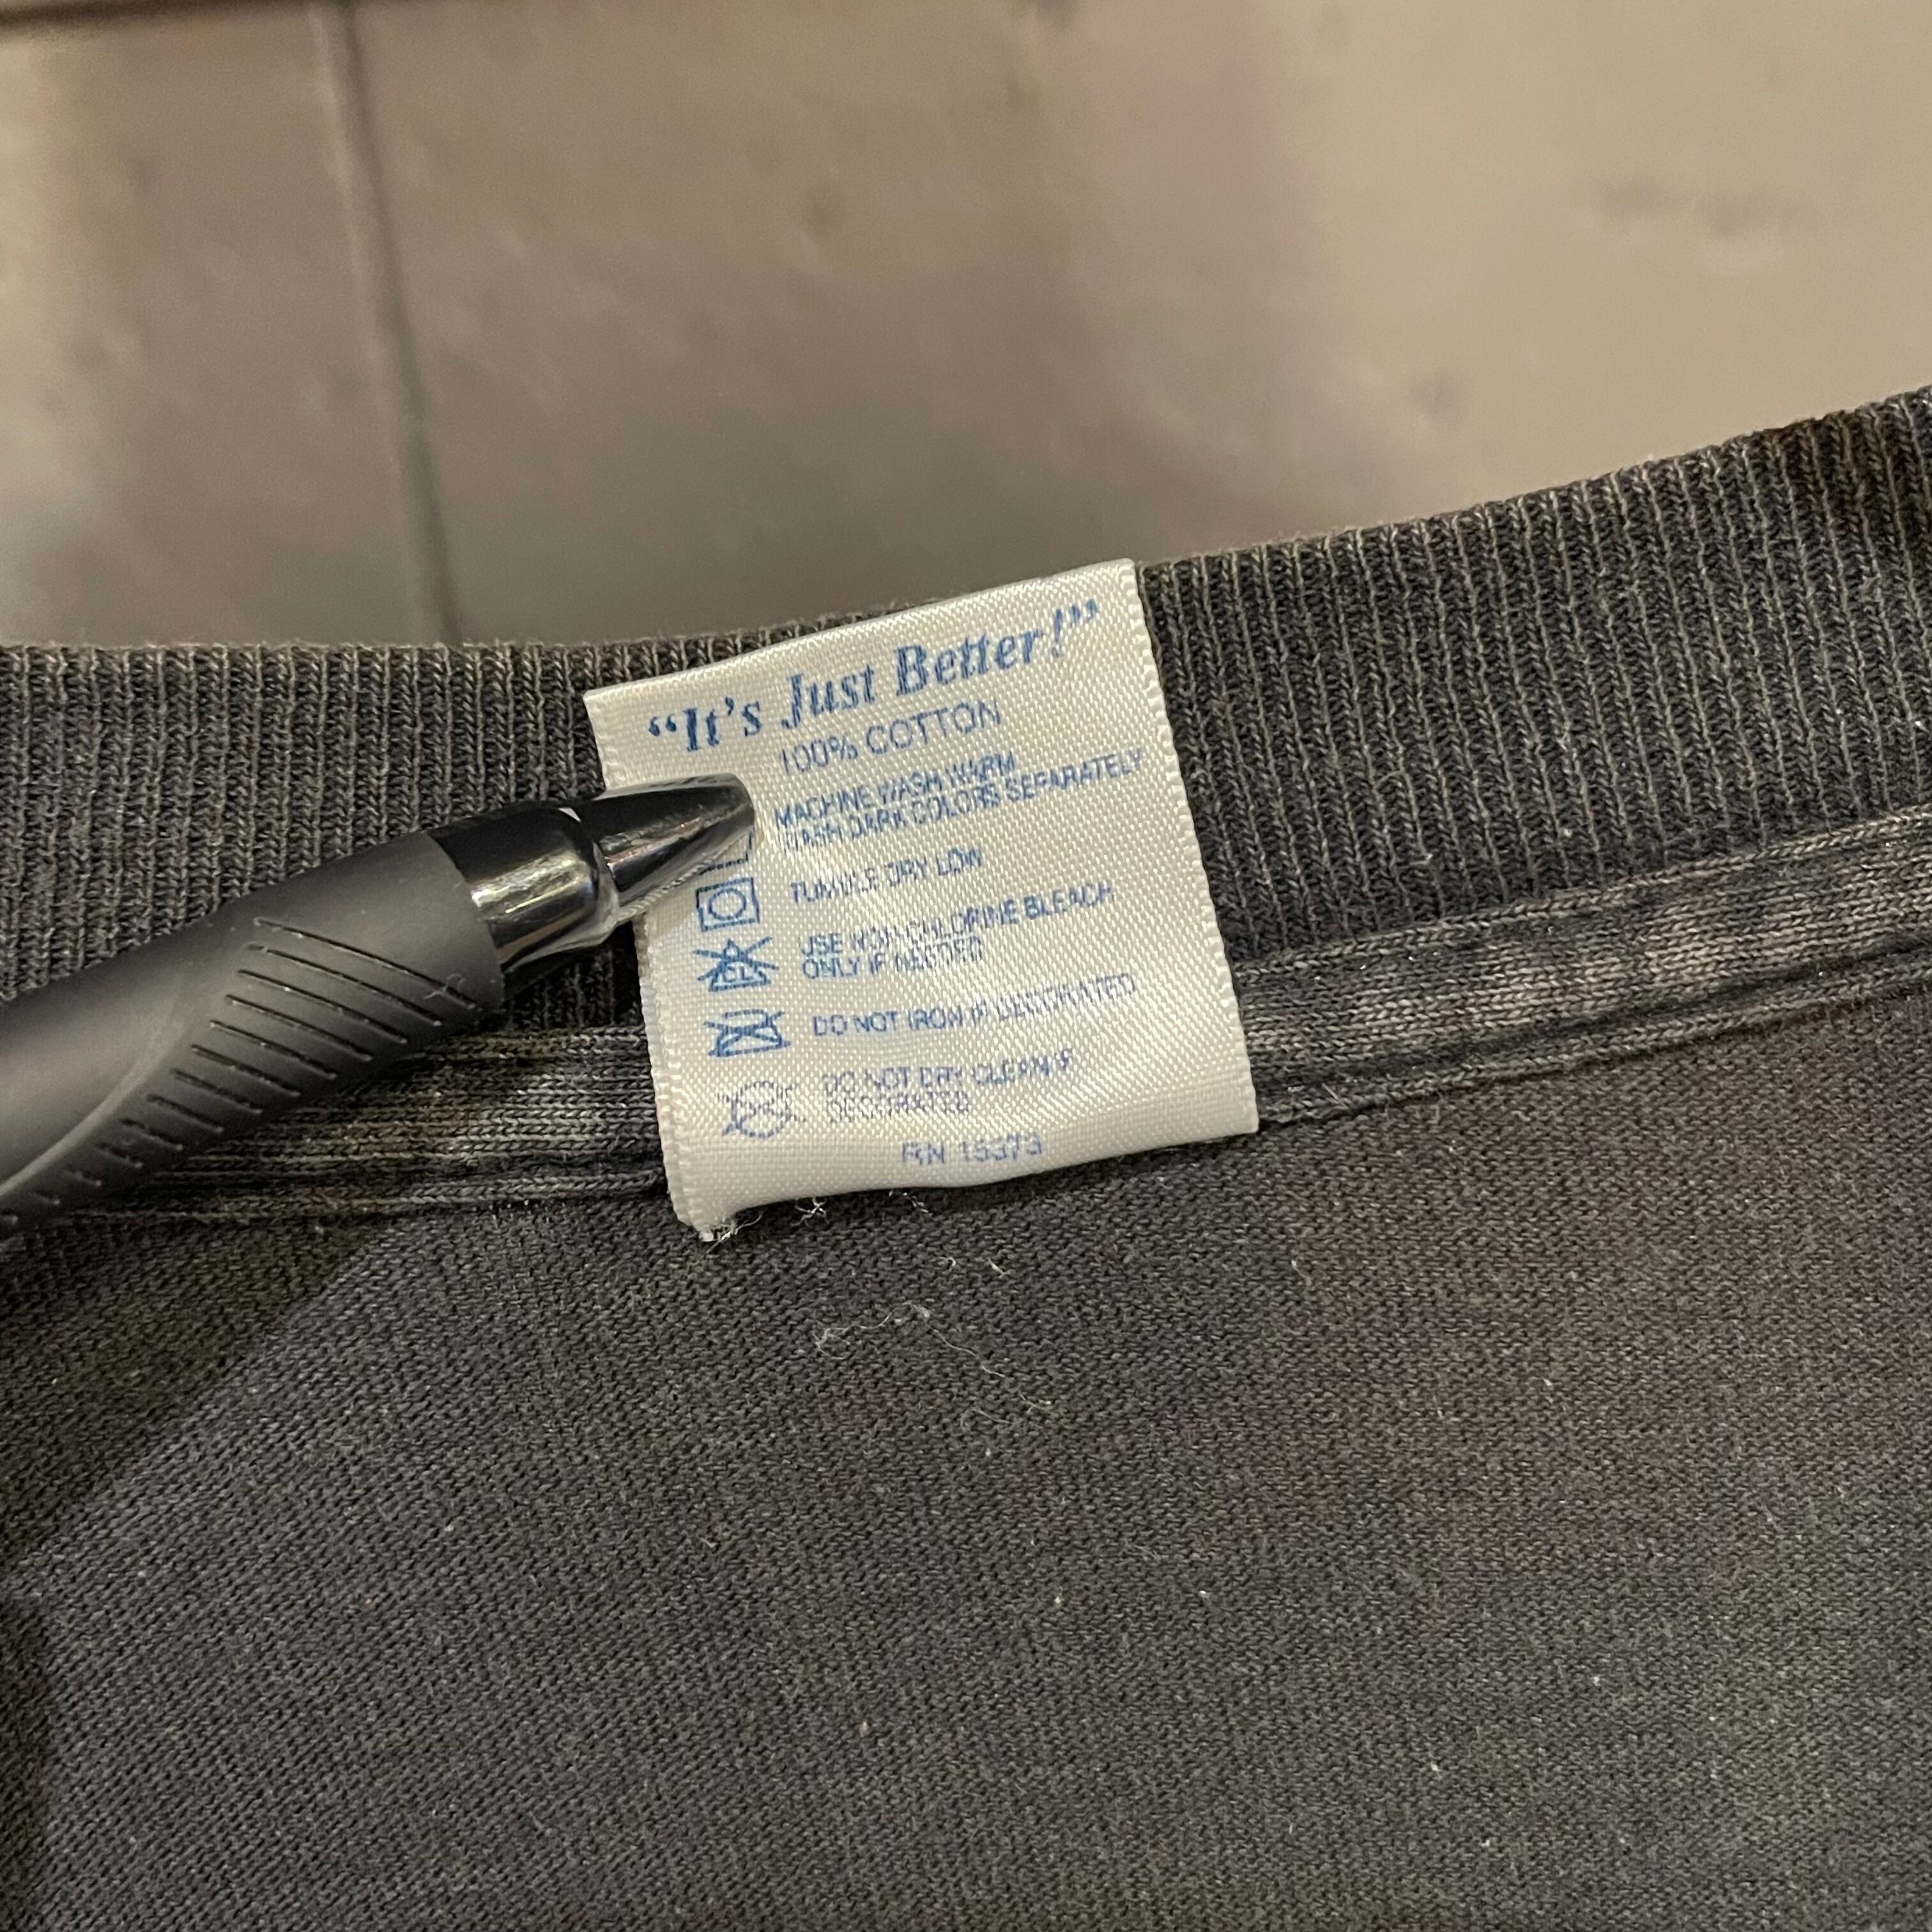 “It’s Just Better!”
100% COTTON
MACHINE WASH WARM
WASH DARK COLORS SEPARATELY
TUMBLE DRY LOW
CL
USE NON-CHLORINE BLEACH
ONLY IF NEEDED
DO NOT IRON IF DECORATED
DO NOT DRY CLEAN IF
DECORATED
RN 15373